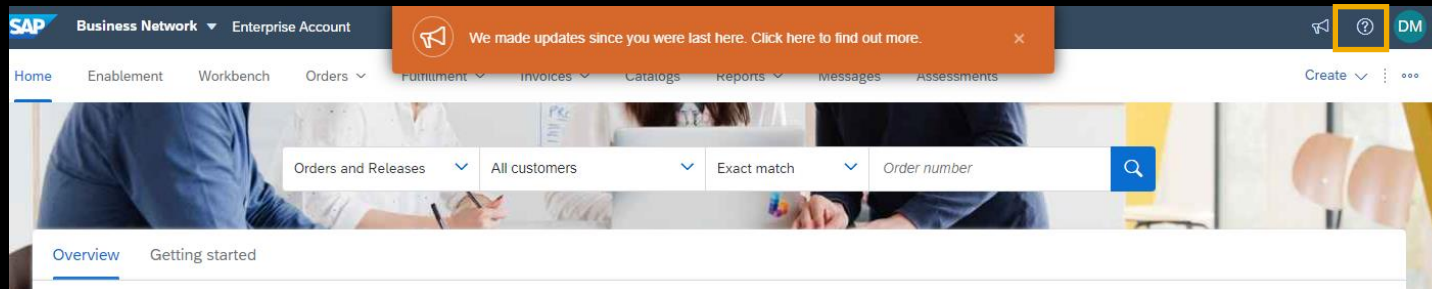 SAP Business Network Enterprise Account
We made updates since you were last here. Click here to find out more.
DM
Home Enablement Workbench Orders Fulfillment Invoices Catalogs Reports Messages Assessments Create
Orders and Releases All customers Exact match Order number
Overview Getting started